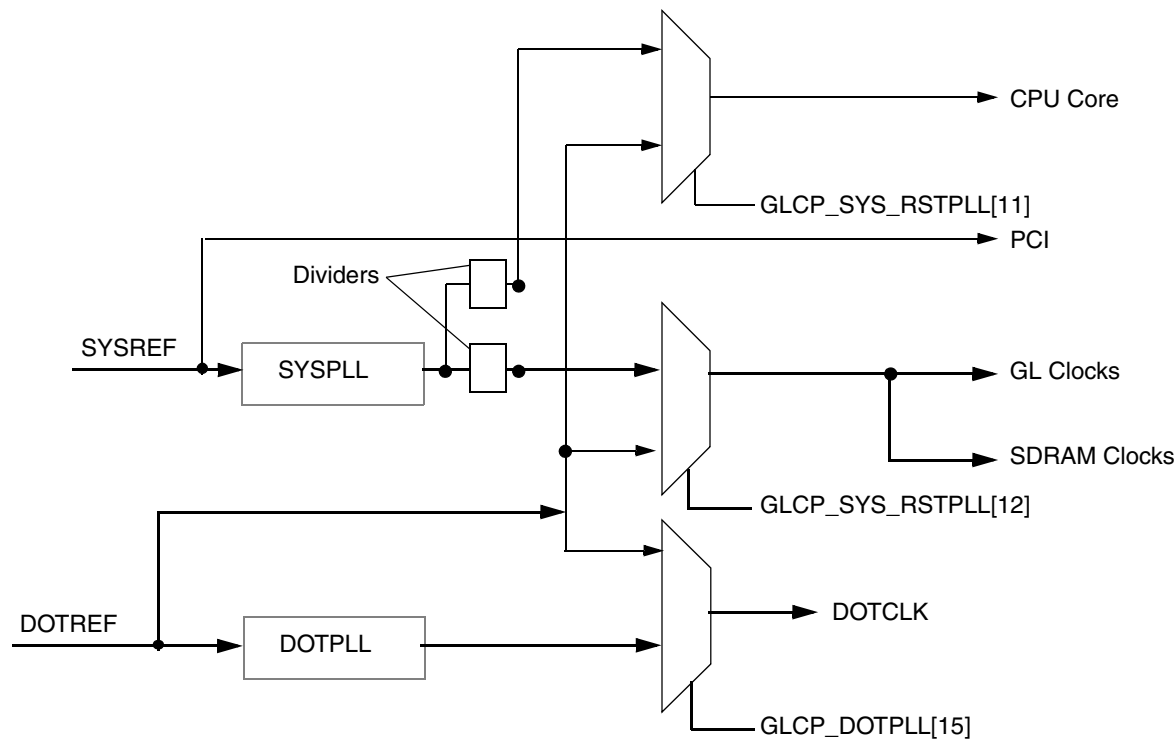 CPU Core
GLCP_SYS_RSTPLL[11]
PCI
Dividers
SYSREF
SYSPLL
GL Clocks
SDRAM Clocks
GLCP_SYS_RSTPLL[12]
DOTREF
DOTPLL
DOTCLK
GLCP_DOTPLL[15]